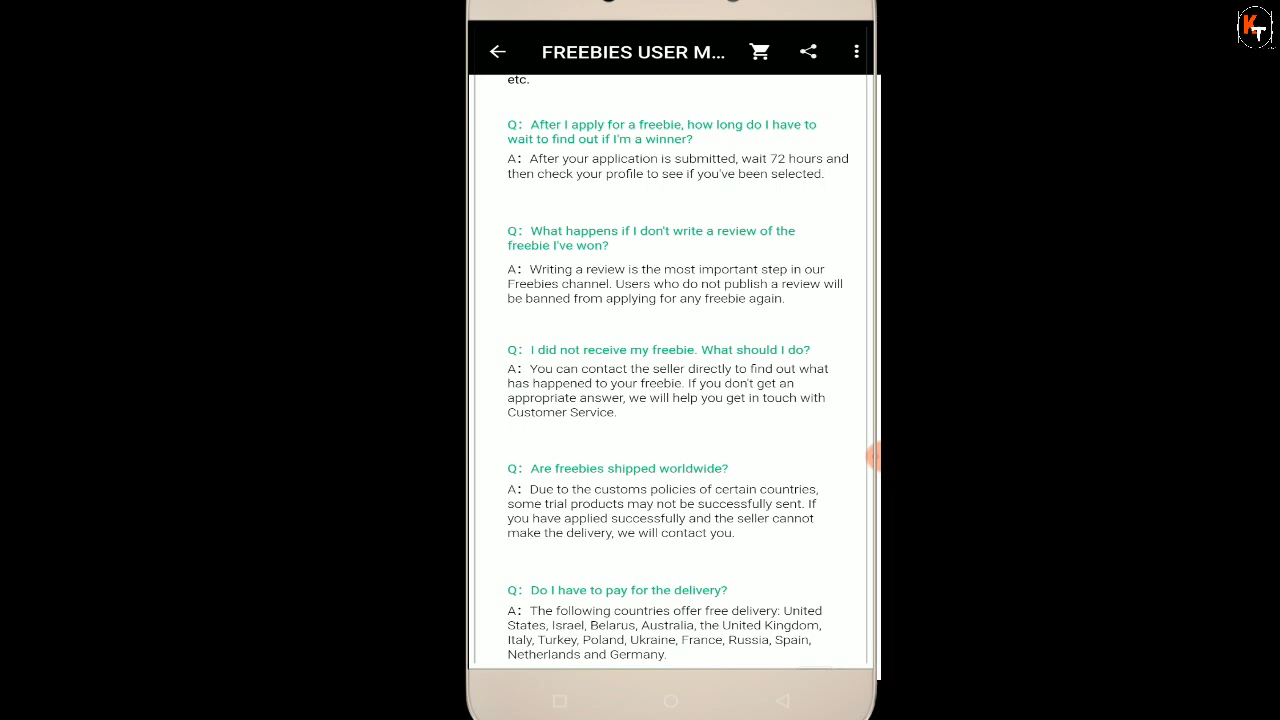 KT
FREEBIES USER M...
etc.
Q: After I apply for a freebie, how long do I have to
wait to find out if I'm a winner?
A: After your application is submitted, wait 72 hours and
then check your profile to see if you've been selected.
Q: What happens if I don't write a review of the
freebie I've won?
A: Writing a review is the most important step in our
Freebies channel. Users who do not publish a review will
be banned from applying for any freebie again.
Q: I did not receive my freebie. What should I do?
A: You can contact the seller directly to find out what
has happened to your freebie. If you don't get an
appropriate answer, we will help you get in touch with
Customer Service.
Q: Are freebies shipped worldwide?
A: Due to the customs policies of certain countries,
some trial products may not be successfully sent. If
you have applied successfully and the seller cannot
make the delivery, we will contact you.
Q: Do I have to pay for the delivery?
A: The following countries offer free delivery: United
States, Israel, Belarus, Australia, the United Kingdom,
Italy, Turkey, Poland, Ukraine, France, Russia, Spain,
Netherlands and Germany.